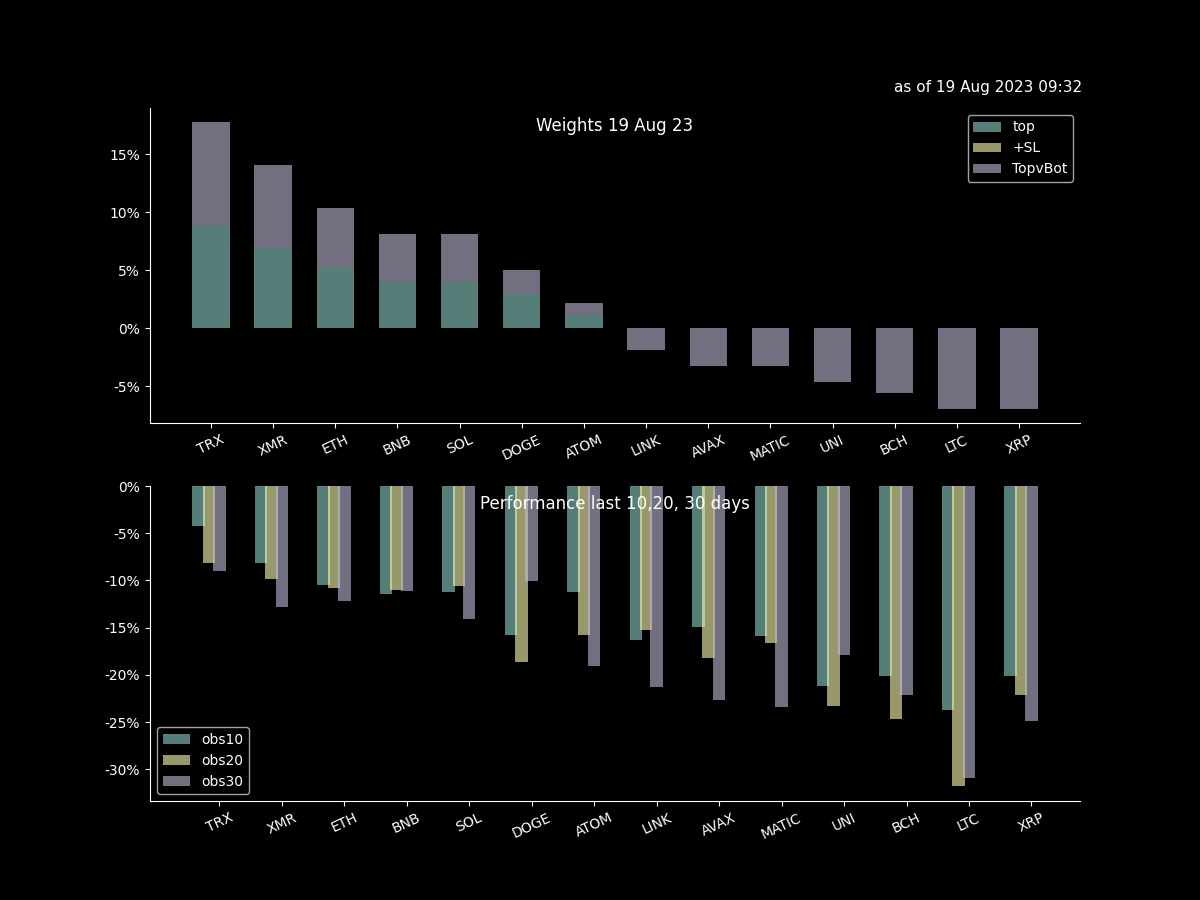 as of 19 Aug 2023 09:32
Weights 19 Aug 23
top
+SL
TopvBot
15%
10%
5%
0%
-5%
TRX XMR ETH BNB SOL DOGE ATOM LINK AVAX MATIC UNI BCH LTC XRP
Performance last 10,20, 30 days
0%
-5%
-10%
-15%
-20%
-25%
-30%
obs10
obs20
obs30
TRX XMR ETH BNB SOL DOGE ATOM LINK AVAX MATIC UNI BCH LTC XRP